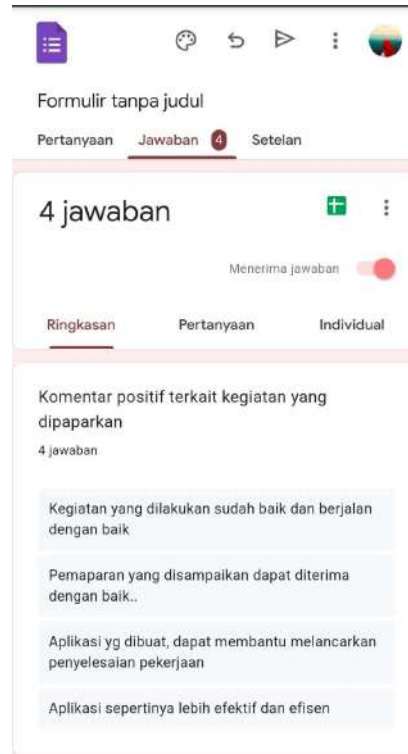 Formulir tanpa judul
Pertanyaan Jawaban 4 Setelan
4 jawaban
Menerima jawaban
Ringkasan Pertanyaan Individual
Komentar positif terkait kegiatan yang
dipaparkan
4 jawaban
Kegiatan yang dilakukan sudah baik dan berjalan
dengan baik
Pemaparan yang disampaikan dapat diterima
dengan baik..
Aplikasi yg dibuat, dapat membantu melancarkan
penyelesaian pekerjaan
Aplikasi sepertinya lebih efektif dan efisen